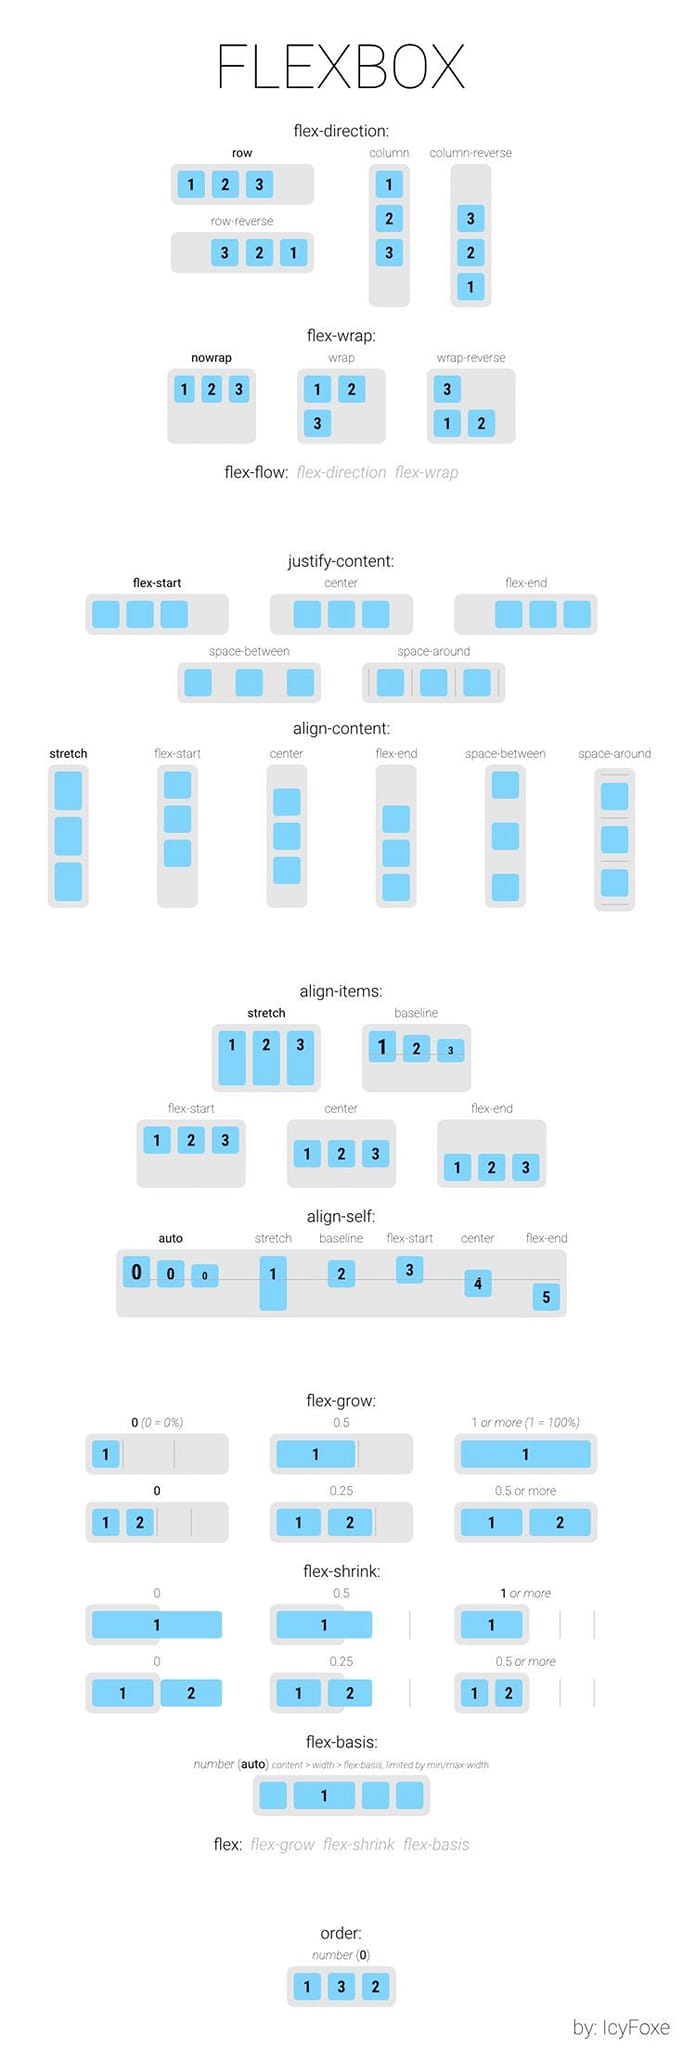 FLEXBOX
flex-direction:
row
1 2 3
row-reverse
3 2 1
column
1
2
3
column-reverse
3
2
1
flex-wrap:
nowrap
1 2 3
wrap
1 2
3
wrap-reverse
3
1 2
flex-flow: flex-direction flex-wrap
justify-content:
flex-start center flex-end
space-between space-around
align-content:
stretch flex-start center flex-end space-between space-around
align-items:
stretch
1 2 3
baseline
1 2 3
flex-start
1 2 3
center
1 2 3
flex-end
1 2 3
align-self:
auto stretch baseline flex-start center flex-end
0 0 0 1 2 3 4 5
flex-grow:
0 (0 = 0%) 0.5 1 or more (1 = 100%)
1 1 1
0 0.25 0.5 or more
1 2 1 2 1 2
flex-shrink:
0 0.5 1 or more
1 1 1
0 0.25 0.5 or more
1 2 1 2 1 2
flex-basis:
number (auto) content > width > flex-basis, limited by min/max-width
1
flex: flex-grow flex-shrink flex-basis
order:
number (0)
1 3 2
by: IcyFoxe